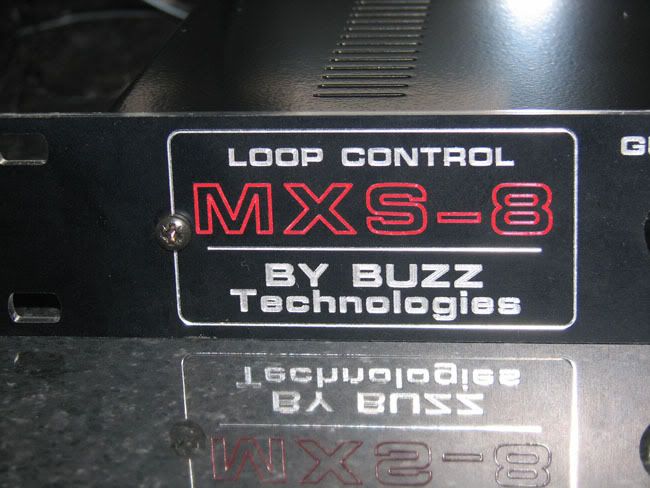 LOOP CONTROL
MXS-8
BY BUZZ
Technologies